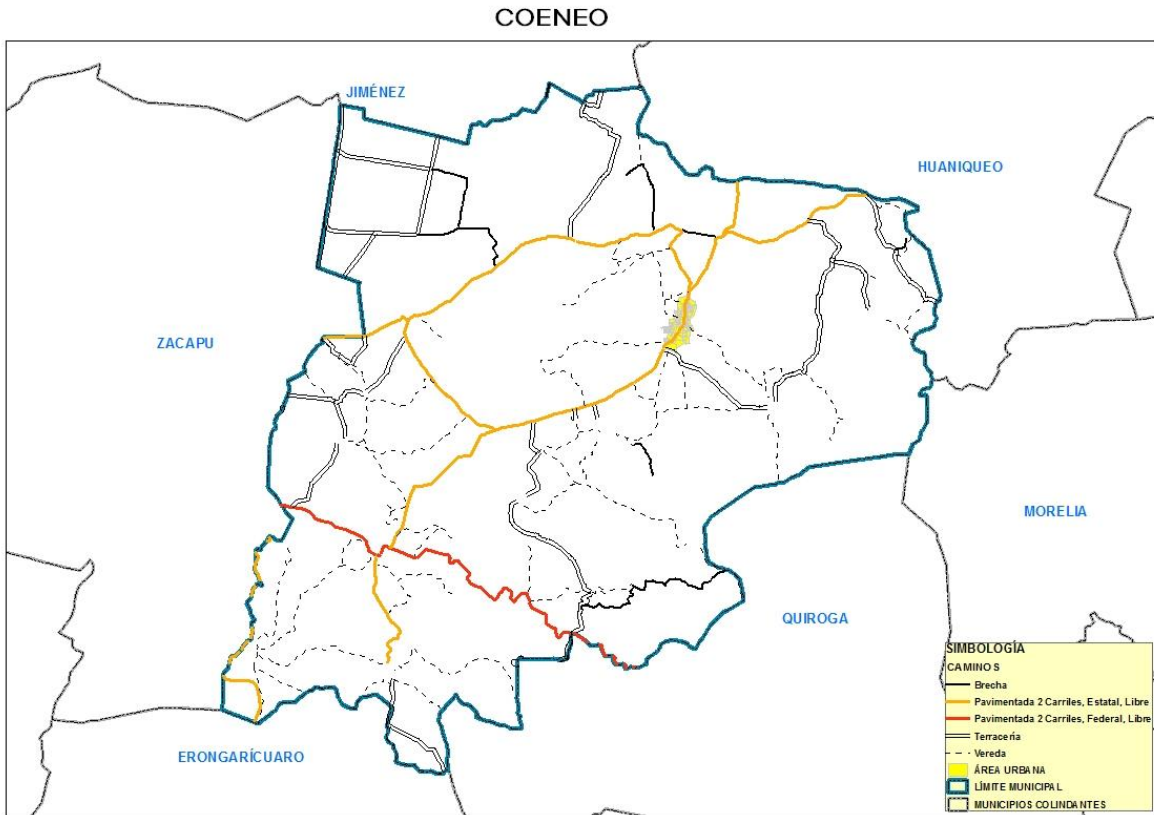 COENEO
JIMÉNEZ
HUANIQUEO
ZACAPU
MORELIA
QUIROGA
ERONGARÍCUARO
SIMBOLOGÍA
CAMINOS
Brecha
Pavimentada 2 Carriles, Estatal, Libre
Pavimentada 2 Carriles, Federal, Libre
Terracería
Vereda
ÁREA URBANA
LÍMITE MUNICIPAL
MUNICIPIOS COLINDANTES